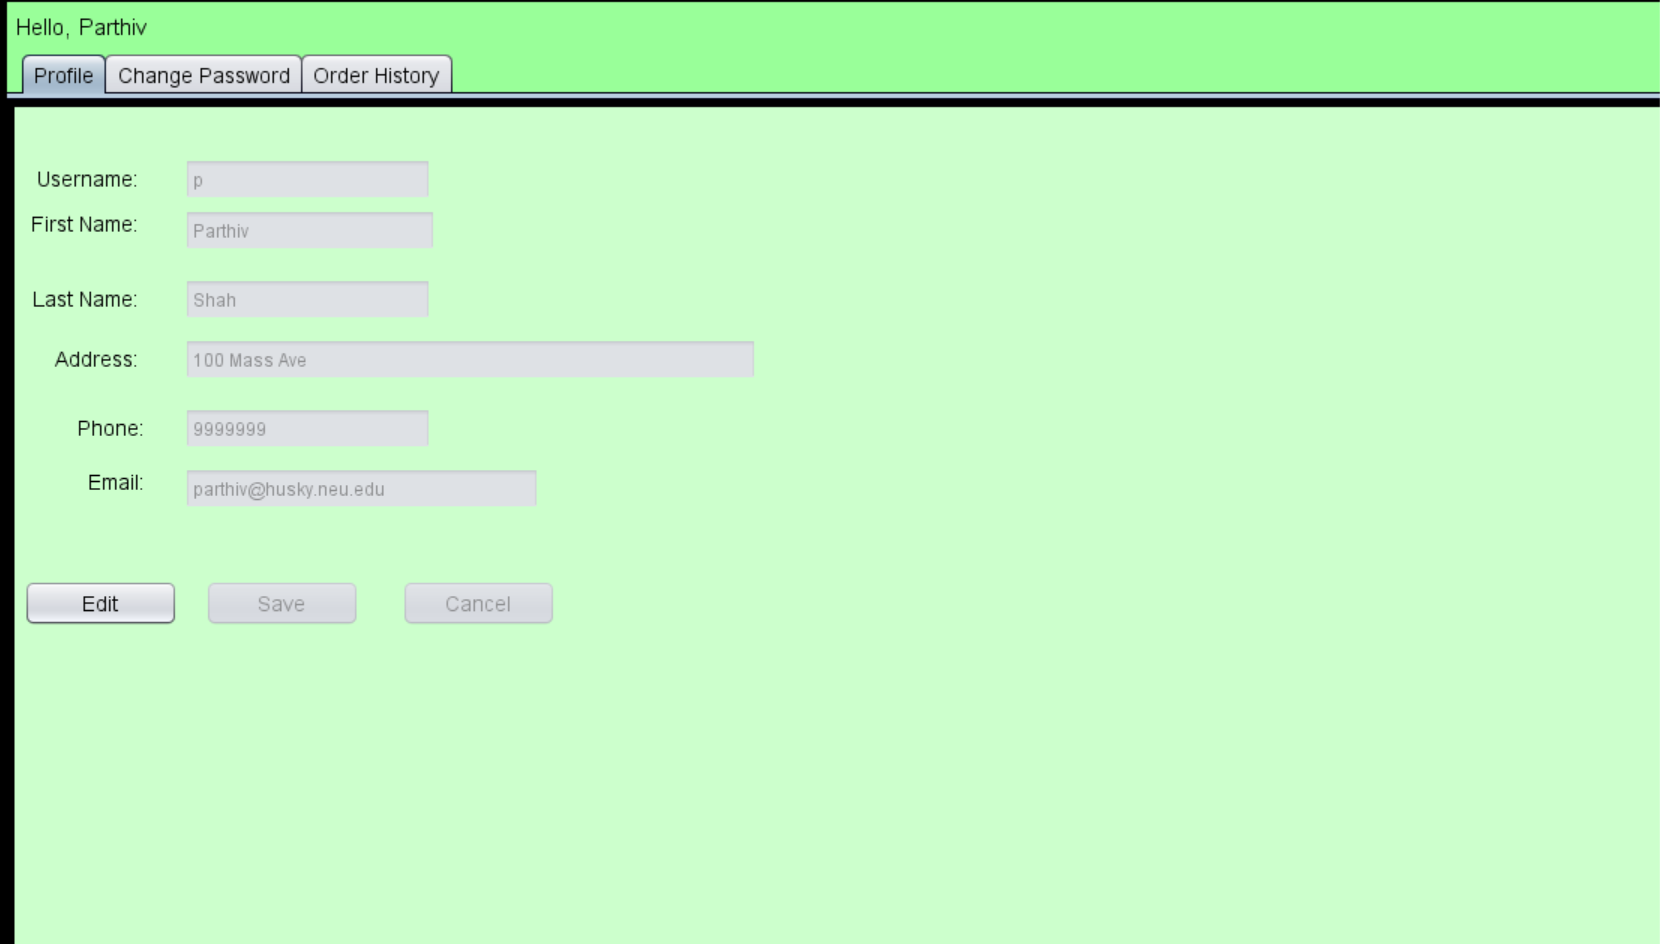 Hello, Parthiv
Profile Change Password Order History
Username: p
First Name: Parthiv
Last Name: Shah
Address: 100 Mass Ave
Phone: 9999999
Email: parthiv@husky.neu.edu
Edit Save Cancel